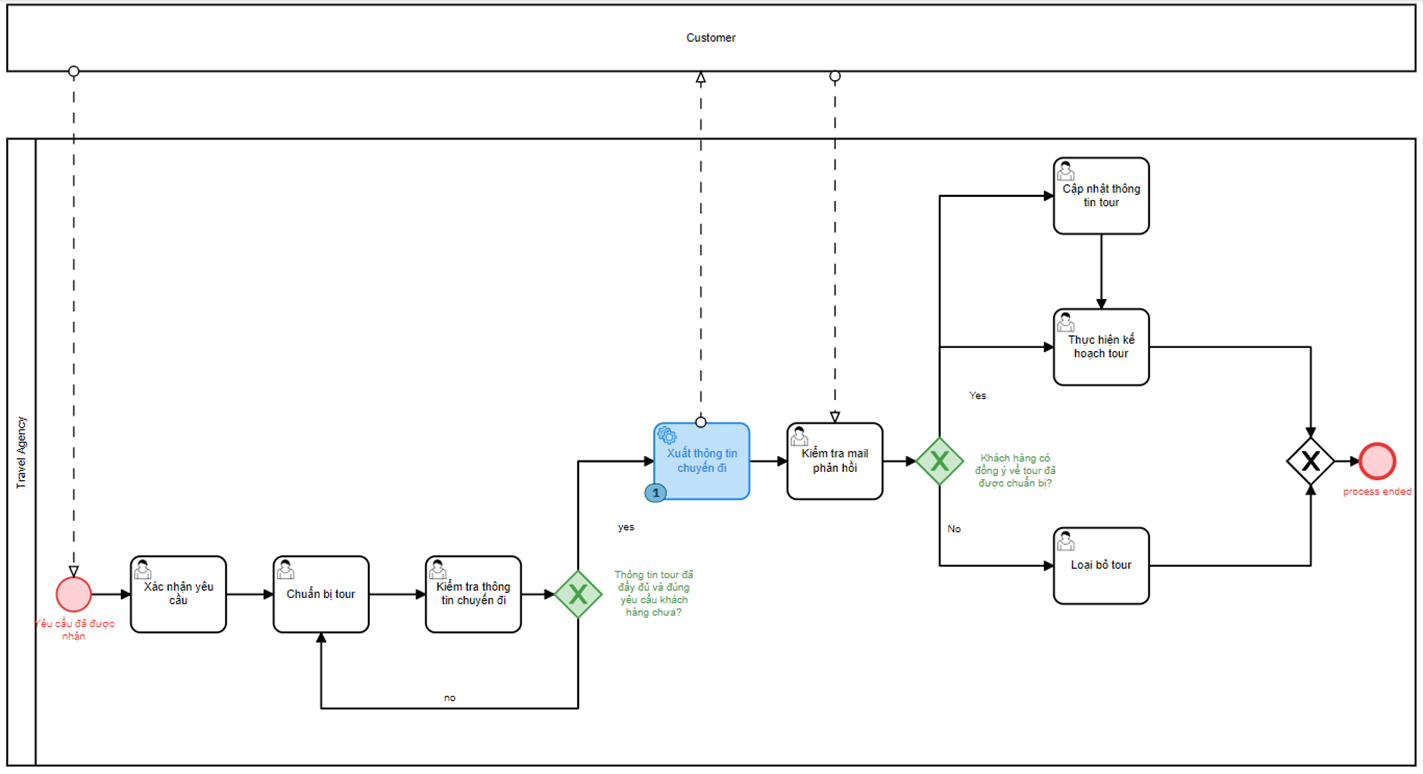 Customer
Travel Agency
Yêu cầu đã được
nhận
Xác nhận yêu
cầu
Chuẩn bị tour
Kiểm tra thông
tin chuyến đi
Thông tin tour đã
đầy đủ và đúng
yêu cầu khách
hàng chưa?
yes
no
Xuất thông tin
chuyến đi
1
Kiểm tra mail
phản hồi
Khách hàng có
đồng ý về tour đã
được chuẩn bị?
Yes
No
Cập nhật thông
tin tour
Thực hiện kế
hoạch tour
Loại bỏ tour
process ended